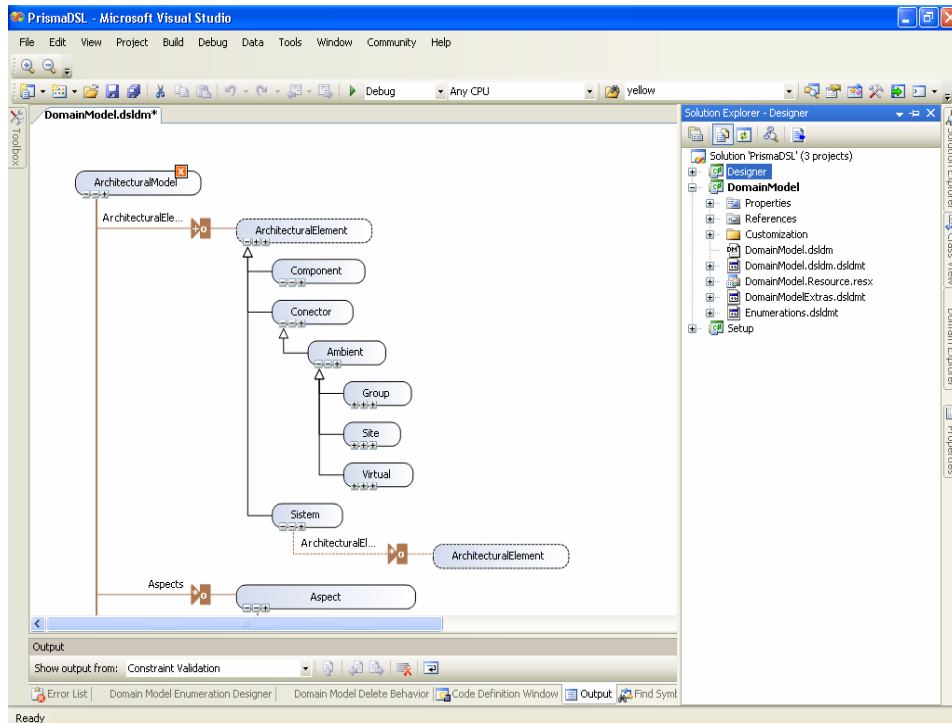 PrismaDSL - Microsoft Visual Studio
File Edit View Project Build Debug Data Tools Window Community Help
Debug Any CPU yellow
Toolbox
DomainModel.dsldm*
ArchitecturalModel
ArchitecturalEle...
ArchitecturalElement
Component
Conector
Ambient
Group
Site
Virtual
Sistem
ArchitecturalEl...
ArchitecturalElement
Aspects
Aspect
Solution Explorer - Designer
Solution 'PrismaDSL' (3 projects)
Designer
DomainModel
Properties
References
Customization
DomainModel.dsldm
DomainModel.dsldm.dsldmt
DomainModel.Resource.resx
DomainModelExtras.dsldmt
Enumerations.dsldmt
Setup
Solution Explorer
Class View
Domain Explorer
Properties
Output
Show output from: Constraint Validation
Error List Domain Model Enumeration Designer Domain Model Delete Behavior Code Definition Window Output Find Symb
Ready